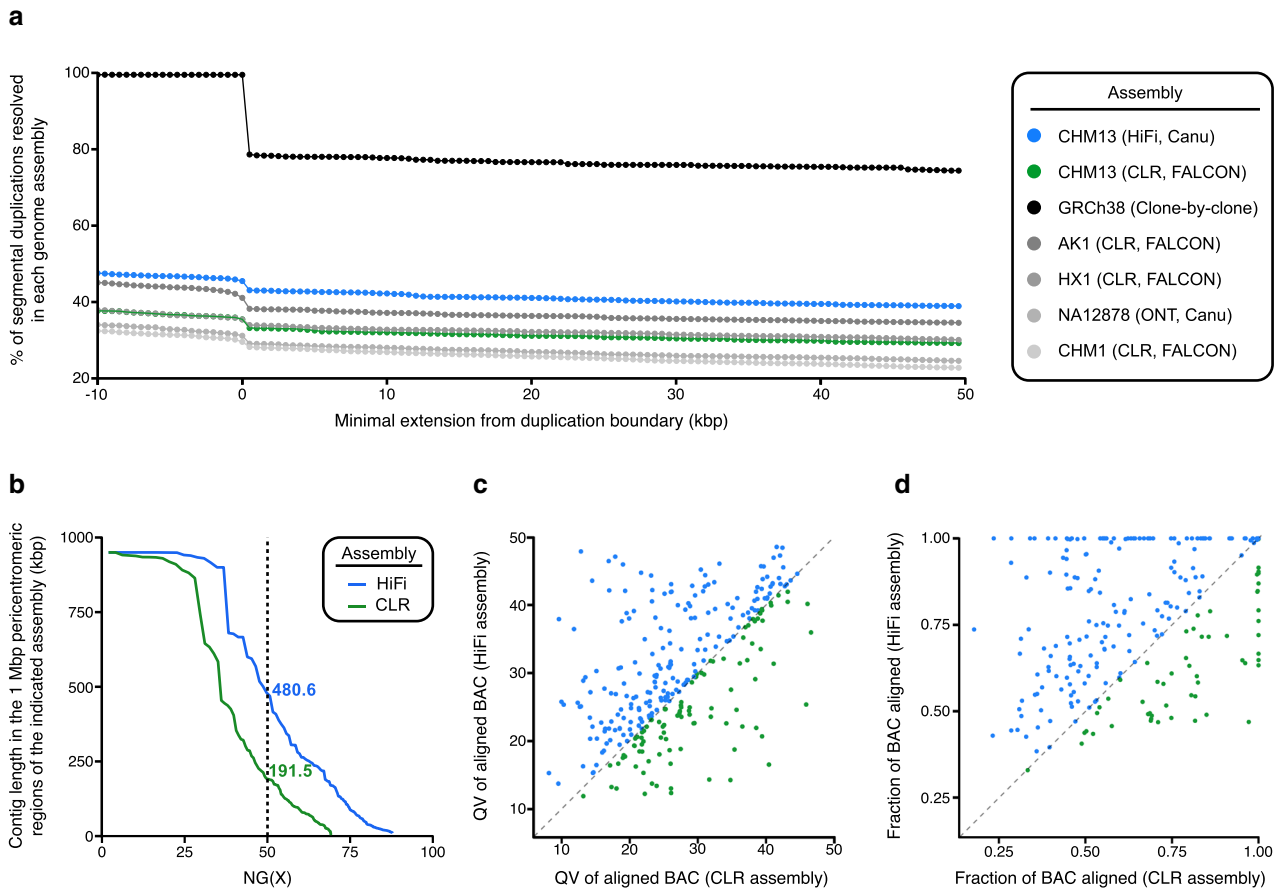 a
% of segmental duplications resolved
in each genome assembly
100
80
60
40
20
-10
0
10
20
30
40
50
Minimal extension from duplication boundary (kbp)
Assembly
CHM13 (HiFi, Canu)
CHM13 (CLR, FALCON)
GRCh38 (Clone-by-clone)
AK1 (CLR, FALCON)
HX1 (CLR, FALCON)
NA12878 (ONT, Canu)
CHM1 (CLR, FALCON)
b
Contig length in the 1 Mbp pericentromeric
regions of the indicated assembly (kbp)
1000
750
500
250
0
0
25
50
75
100
NG(X)
Assembly
HiFi
CLR
480.6
191.5
c
QV of aligned BAC (HiFi assembly)
50
40
30
20
10
10
20
30
40
50
QV of aligned BAC (CLR assembly)
d
Fraction of BAC aligned (HiFi assembly)
1.00
0.75
0.50
0.25
0.25
0.50
0.75
1.00
Fraction of BAC aligned (CLR assembly)